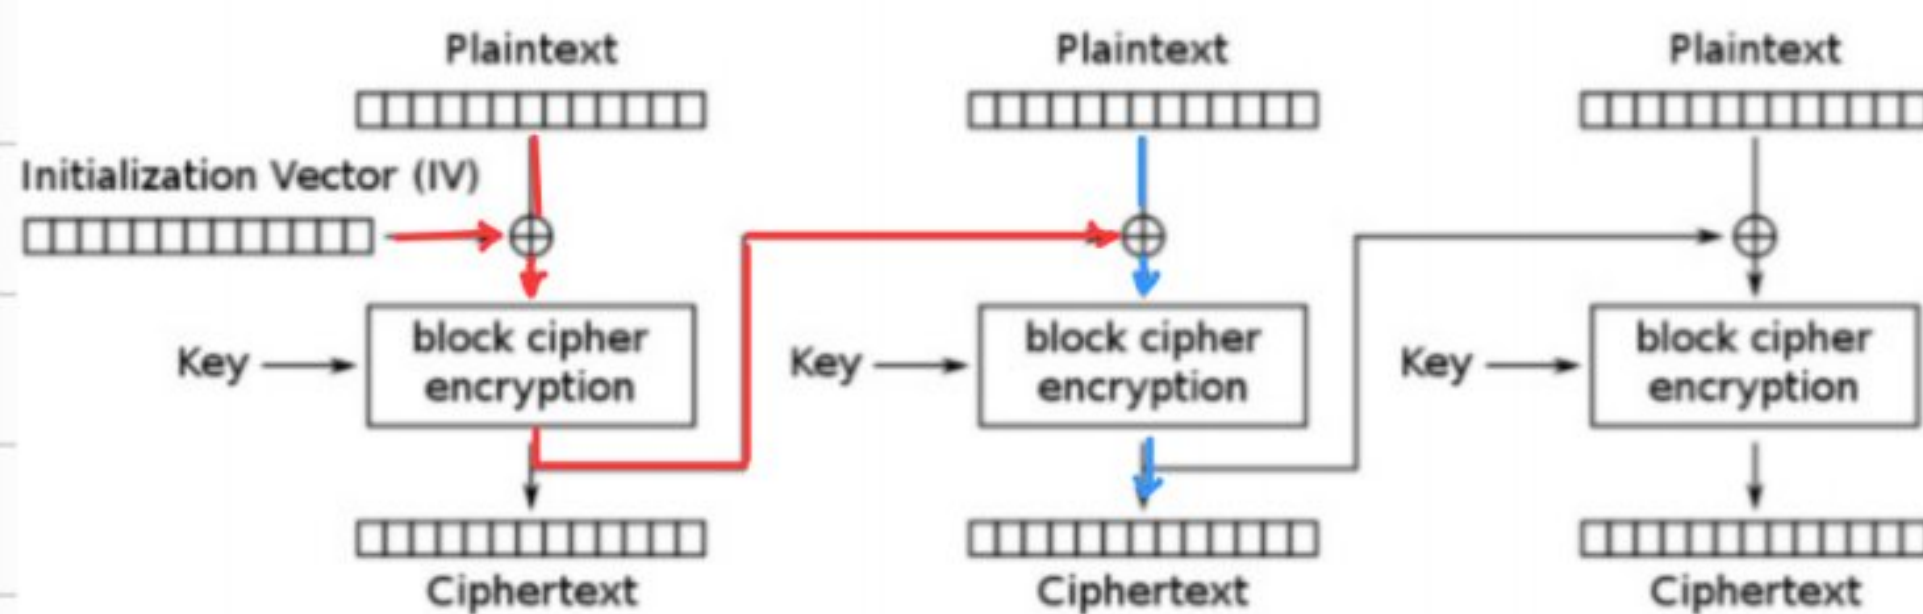 Plaintext
Plaintext
Plaintext
Initialization Vector (IV)
Key
block cipher
encryption
Key
block cipher
encryption
Key
block cipher
encryption
Ciphertext
Ciphertext
Ciphertext